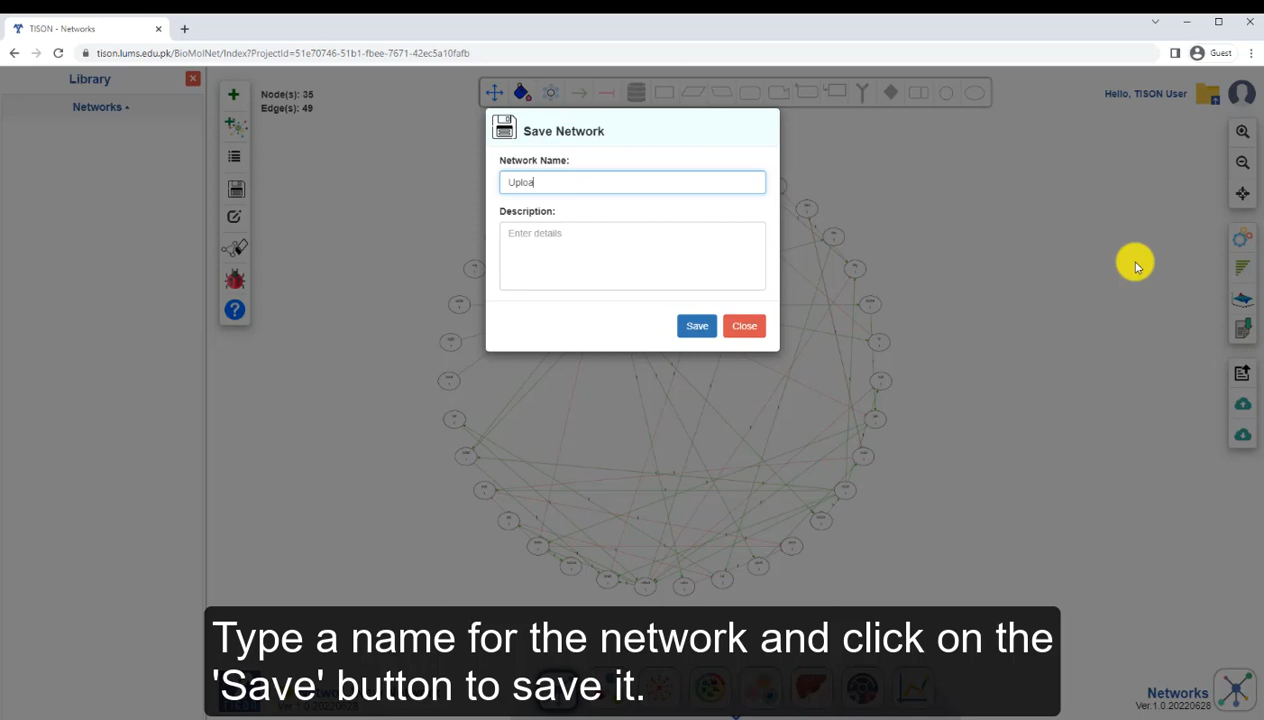 TISON - Networks
tison.lums.edu.pk/BioMolNet/Index?ProjectId=51e70746-51b1-fbee-7671-42ec5a10fafb
Guest
Library
Networks
Node(s): 35
Edge(s): 49
Hello, TISON User
Save Network
Network Name:
Uploa
Description:
Enter details
Save
Close
Type a name for the network and click on the
'Save' button to save it.
Networks
Ver.1.0.20220628